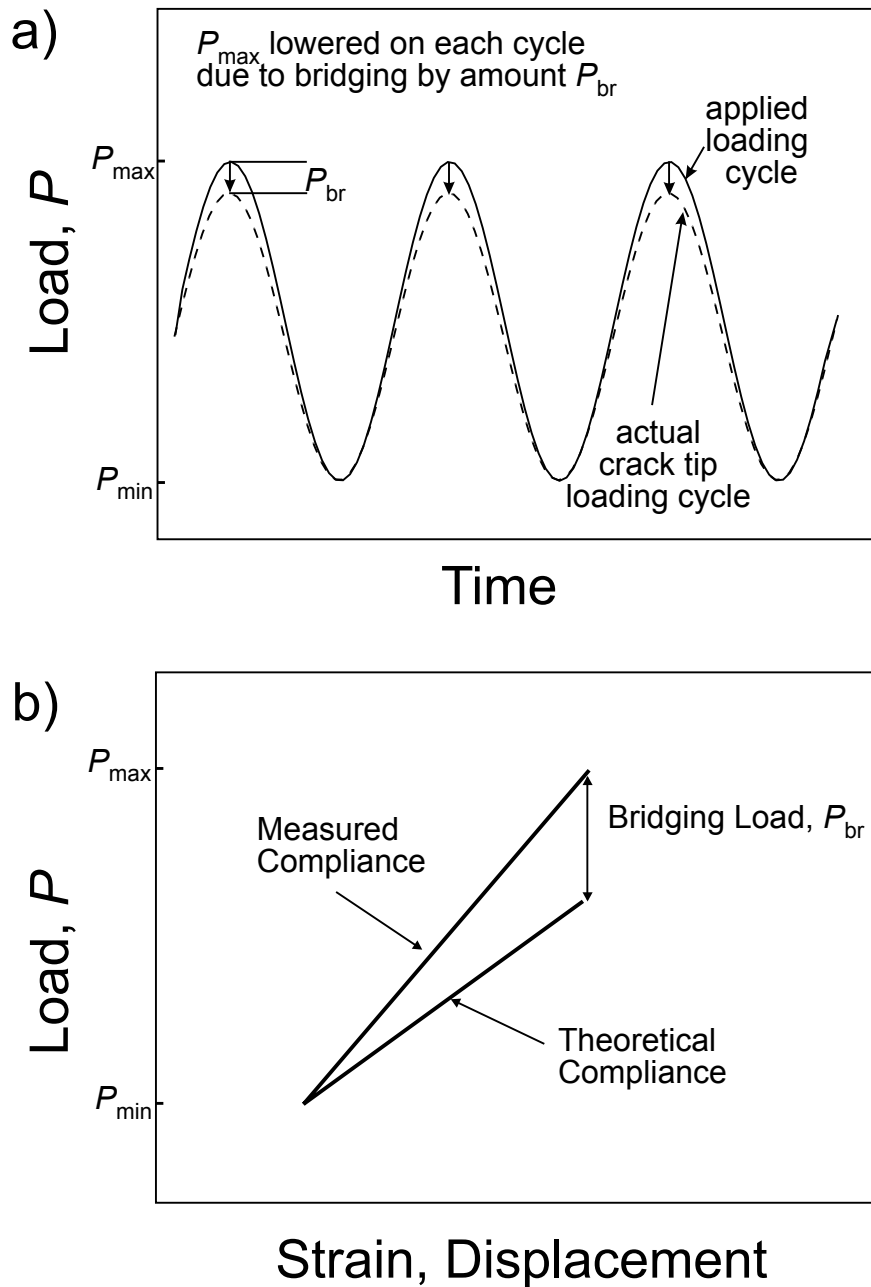 a)
P_max lowered on each cycle
due to bridging by amount P_br
applied
loading
cycle
P_max
P_br
Load, P
actual
crack tip
loading cycle
P_min
Time
b)
P_max
Measured
Compliance
Bridging Load, P_br
Load, P
Theoretical
Compliance
P_min
Strain, Displacement